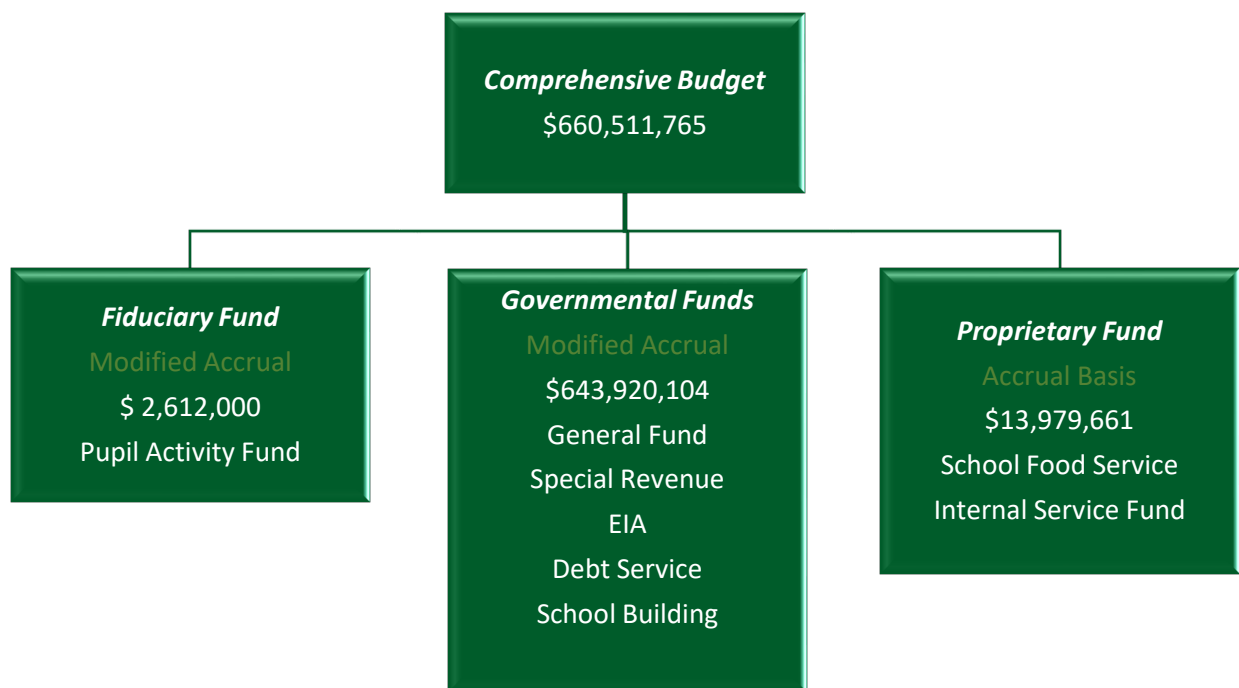 Comprehensive Budget
$660,511,765
Fiduciary Fund
Modified Accrual
$ 2,612,000
Pupil Activity Fund
Governmental Funds
Modified Accrual
$643,920,104
General Fund
Special Revenue
EIA
Debt Service
School Building
Proprietary Fund
Accrual Basis
$13,979,661
School Food Service
Internal Service Fund